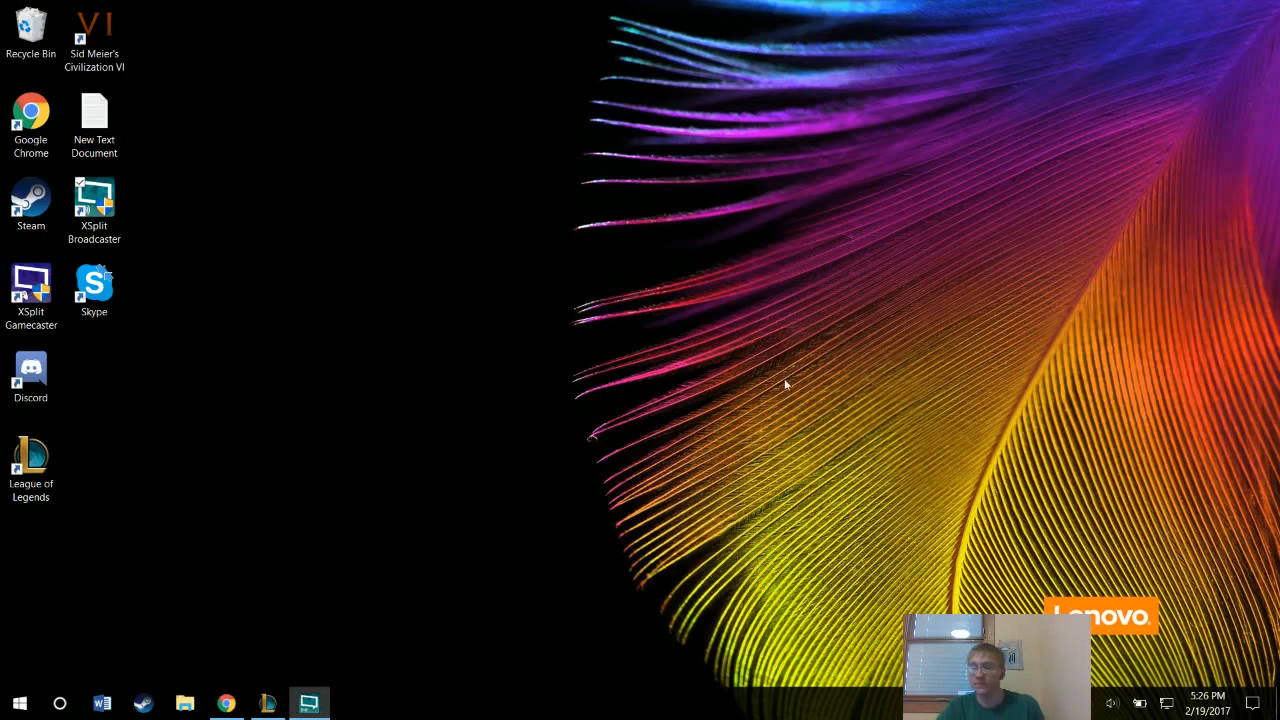 Recycle Bin
VI
Sid Meier's
Civilization VI
Google
Chrome
New Text
Document
Steam
XSplit
Broadcaster
XSplit
Gamecaster
S
Skype
Discord
League of
Legends
Lenovo.
5:26 PM
2/19/2017